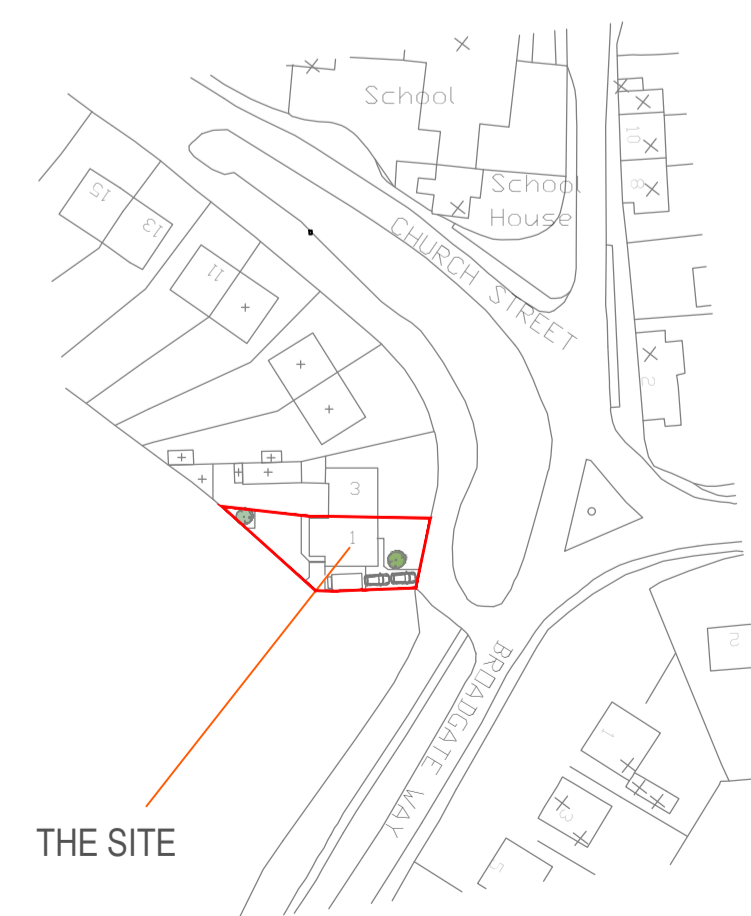 School
10
School
House
8
15
13
CHURCH STREET
11
2
3
1
2
BROADGATE WAY
1
3
5
THE SITE